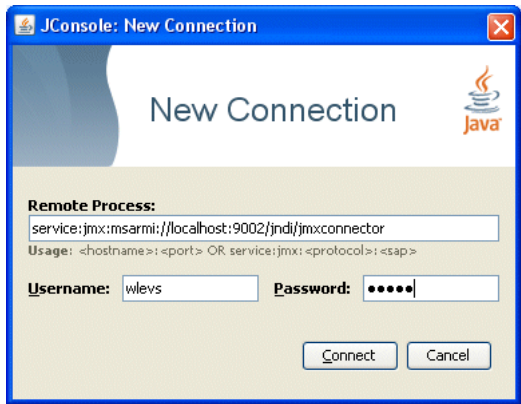 JConsole: New Connection
New Connection
Java
Remote Process:
service:jmx:msarmi://localhost:9002/jndi/jmxconnector
Usage: <hostname>:<port> OR service:jmx:<protocol>:<sap>
Username: wlevs Password: •••••
Connect Cancel